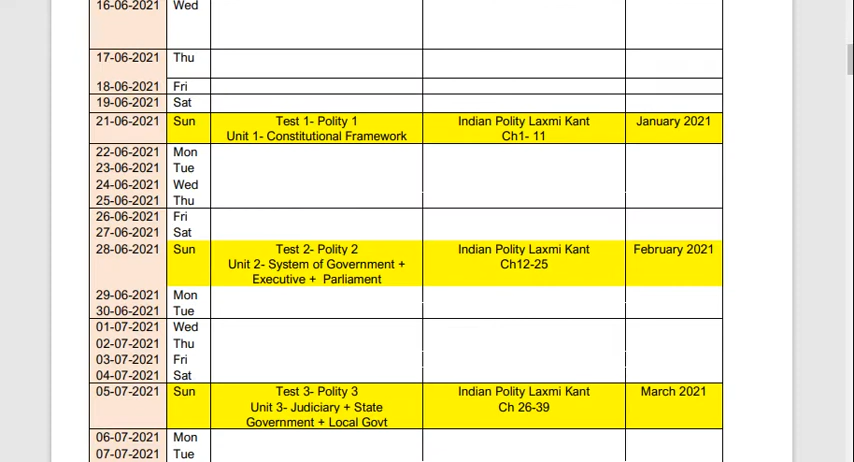 16-06-2021 Wed
17-06-2021 Thu
18-06-2021 Fri
19-06-2021 Sat
21-06-2021 Sun Test 1- Polity 1 Indian Polity Laxmi Kant January 2021
Unit 1- Constitutional Framework Ch1- 11
22-06-2021 Mon
23-06-2021 Tue
24-06-2021 Wed
25-06-2021 Thu
26-06-2021 Fri
27-06-2021 Sat
28-06-2021 Sun Test 2- Polity 2 Indian Polity Laxmi Kant February 2021
Unit 2- System of Government + Ch12-25
Executive + Parliament
29-06-2021 Mon
30-06-2021 Tue
01-07-2021 Wed
02-07-2021 Thu
03-07-2021 Fri
04-07-2021 Sat
05-07-2021 Sun Test 3- Polity 3 Indian Polity Laxmi Kant March 2021
Unit 3- Judiciary + State Ch 26-39
Government + Local Govt
06-07-2021 Mon
07-07-2021 Tue